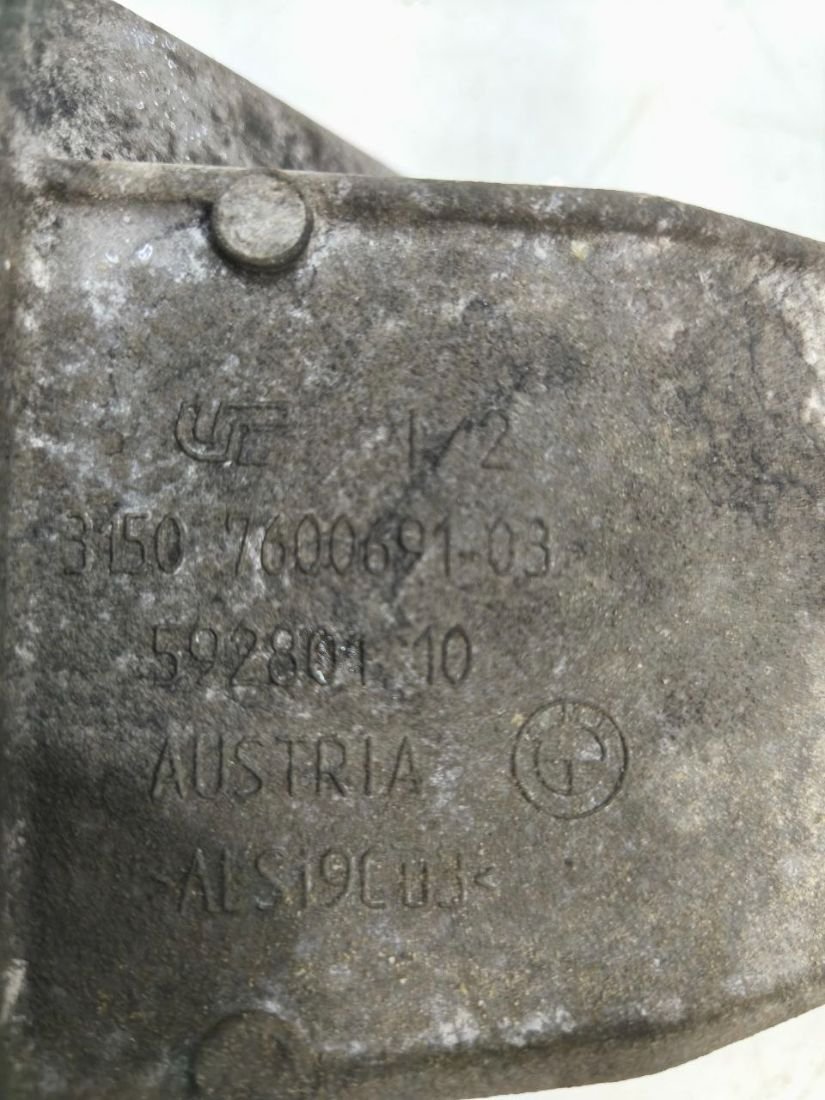 1/2
3150 7600691-03
592801 10
AUSTRIA
>ALSi9CU3<